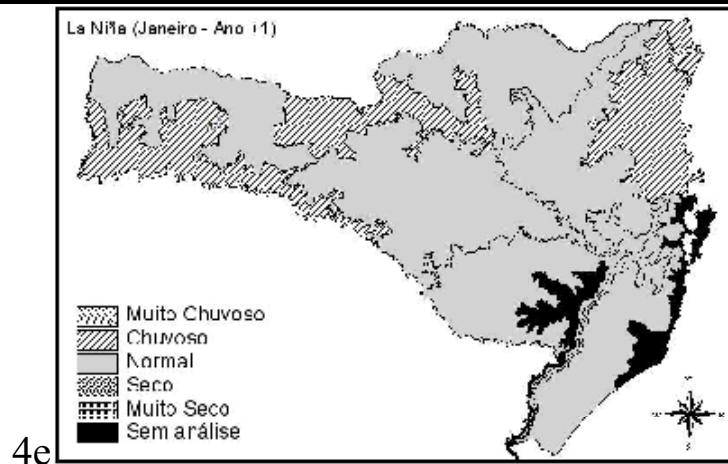 La Niña (Janeiro - Ano +1)
Muito Chuvoso
Chuvoso
Normal
Seco
Muito Seco
Sem análise
4e